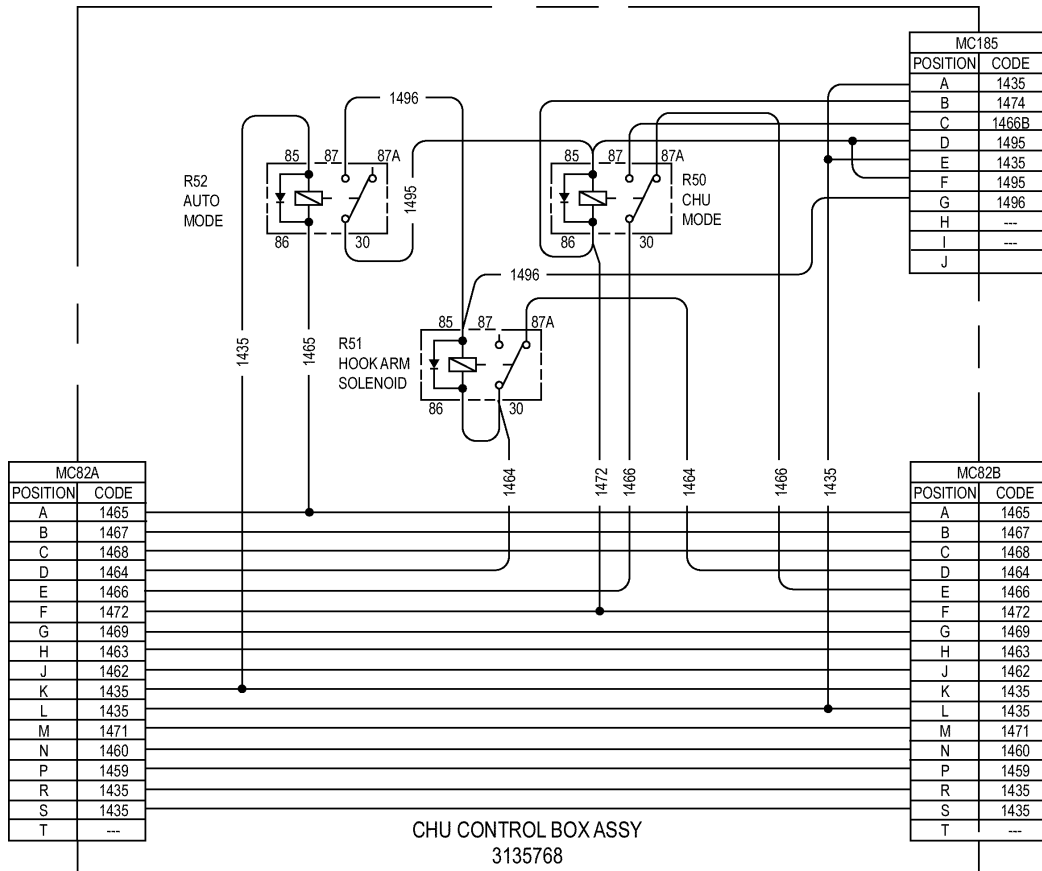 MC185
POSITION CODE
A 1435
B 1474
C 1466B
D 1495
E 1435
F 1495
G 1496
H ---
I ---
J
1496
85 87 87A
R52
AUTO
MODE
86 30
1495
85 87 87A
R50
CHU
MODE
86 30
1496
1435
1465
85 87 87A
R51
HOOK ARM
SOLENOID
86 30
1464
1472
1466
1464
1466
1435
MC82A
POSITION CODE
A 1465
B 1467
C 1468
D 1464
E 1466
F 1472
G 1469
H 1463
J 1462
K 1435
L 1435
M 1471
N 1460
P 1459
R 1435
S 1435
T ---
MC82B
POSITION CODE
A 1465
B 1467
C 1468
D 1464
E 1466
F 1472
G 1469
H 1463
J 1462
K 1435
L 1435
M 1471
N 1460
P 1459
R 1435
S 1435
T ---
CHU CONTROL BOX ASSY
3135768